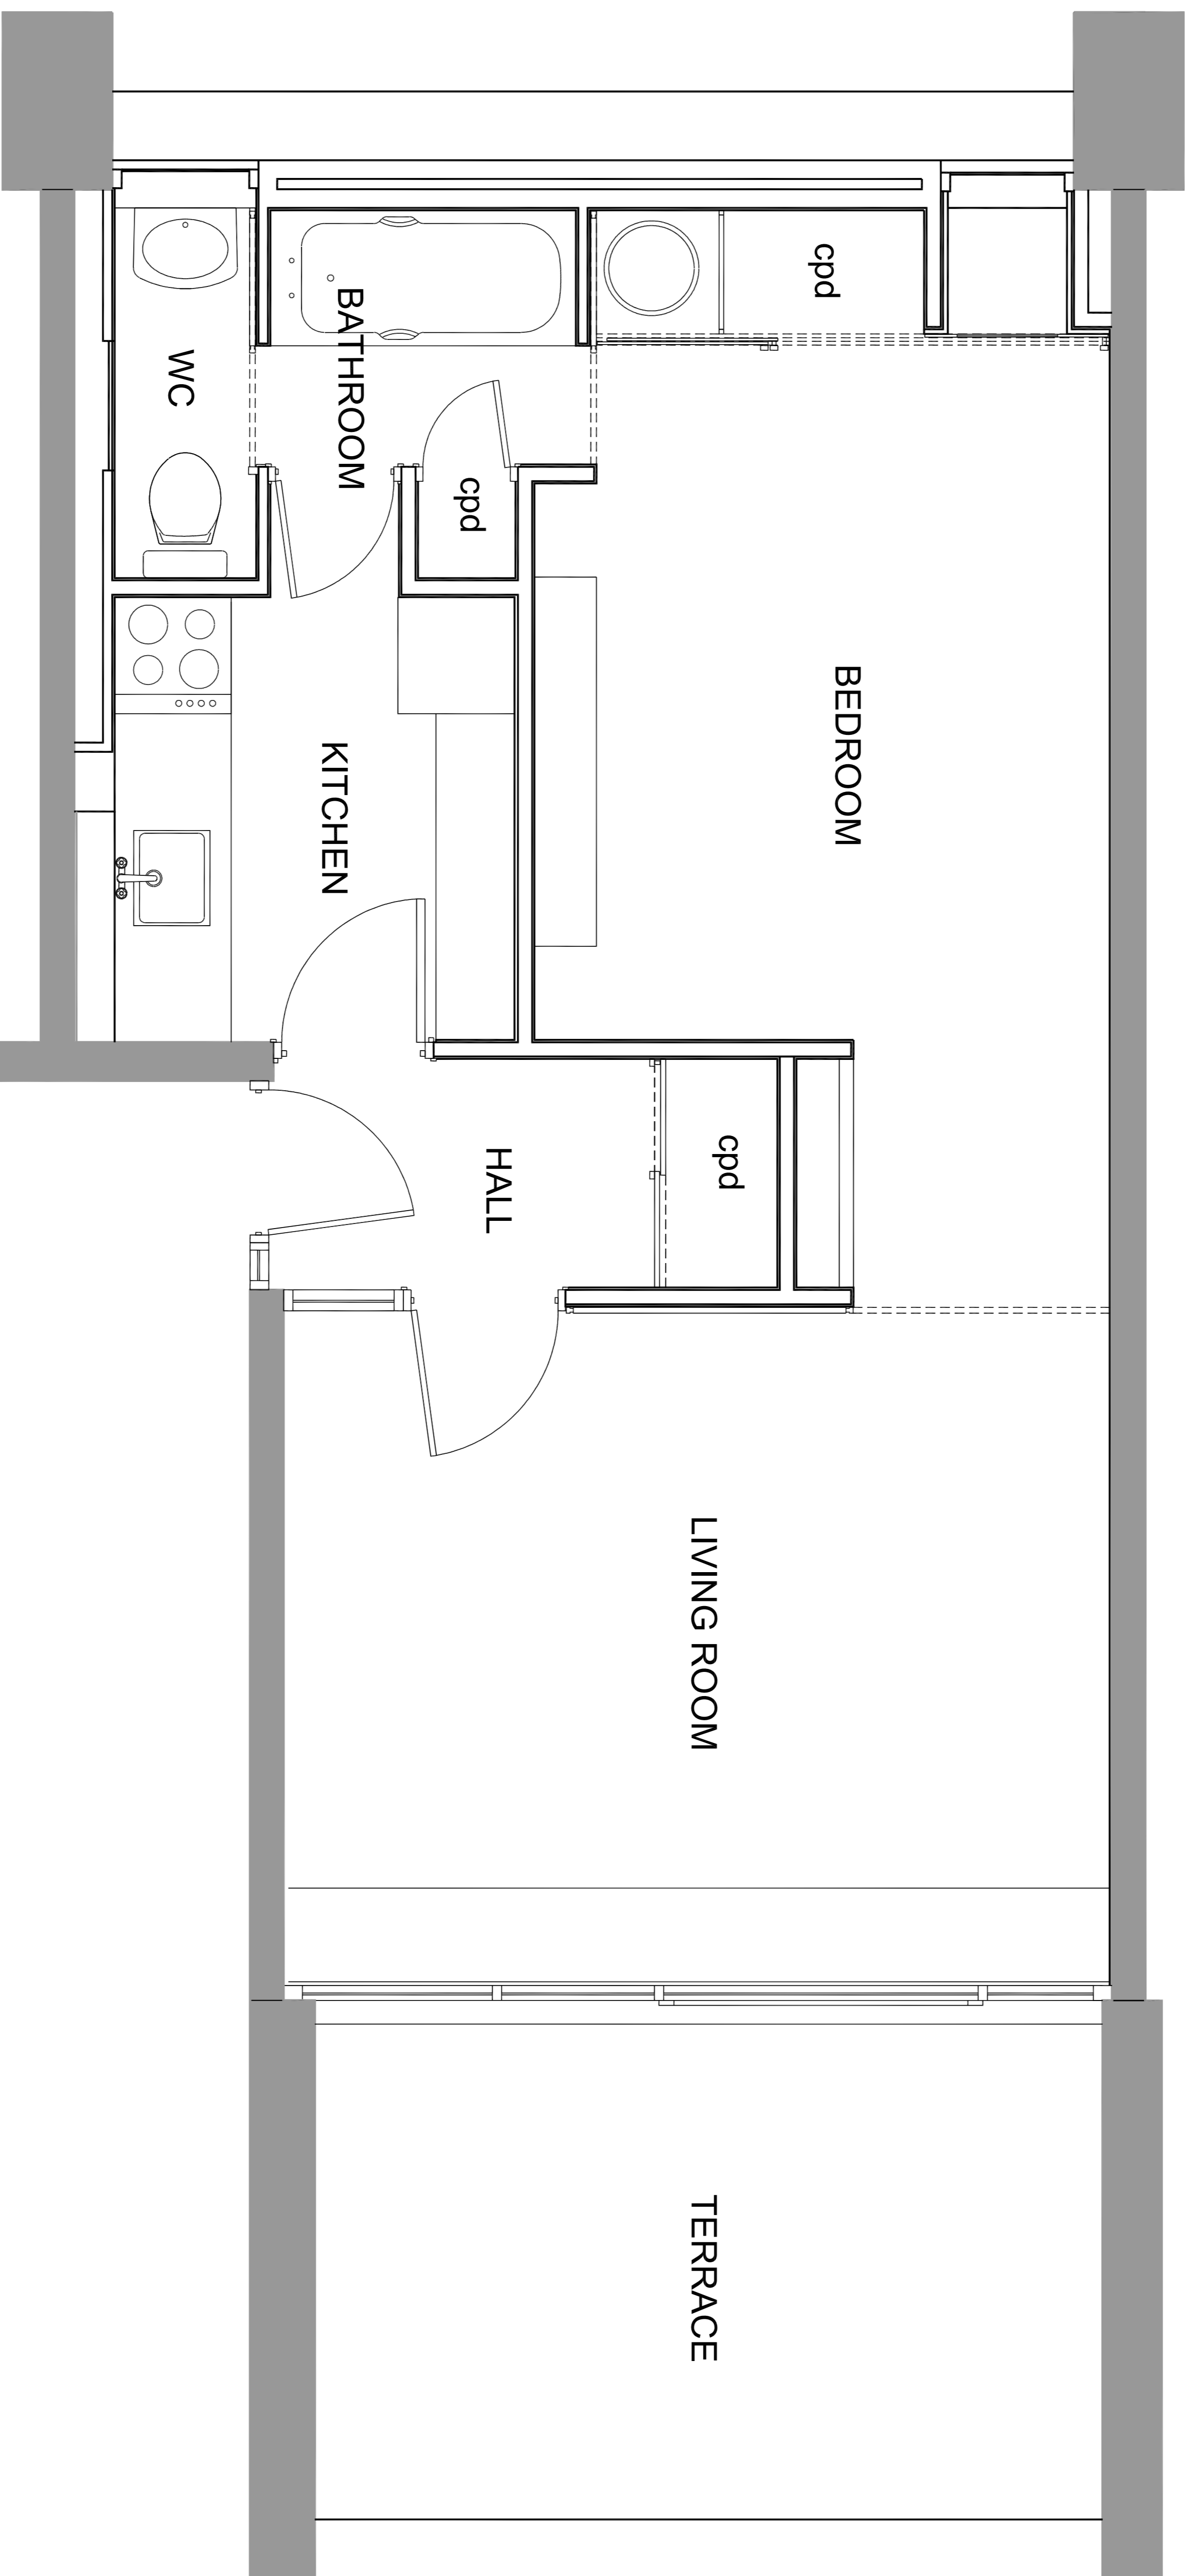 cpd
BATHROOM
WC
cpd
BEDROOM
KITCHEN
cpd
HALL
LIVING ROOM
TERRACE